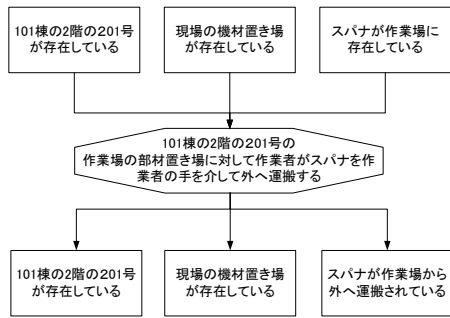 101棟の2階の201号
が存在している
現場の機材置き場
が存在している
スパナが作業場に
存在している
101棟の2階の201号の
作業場の部材置き場に対して作業者がスパナを作
業者の手を介して外へ運搬する
101棟の2階の201号
が存在している
現場の機材置き場
が存在している
スパナが作業場から
外へ運搬されている